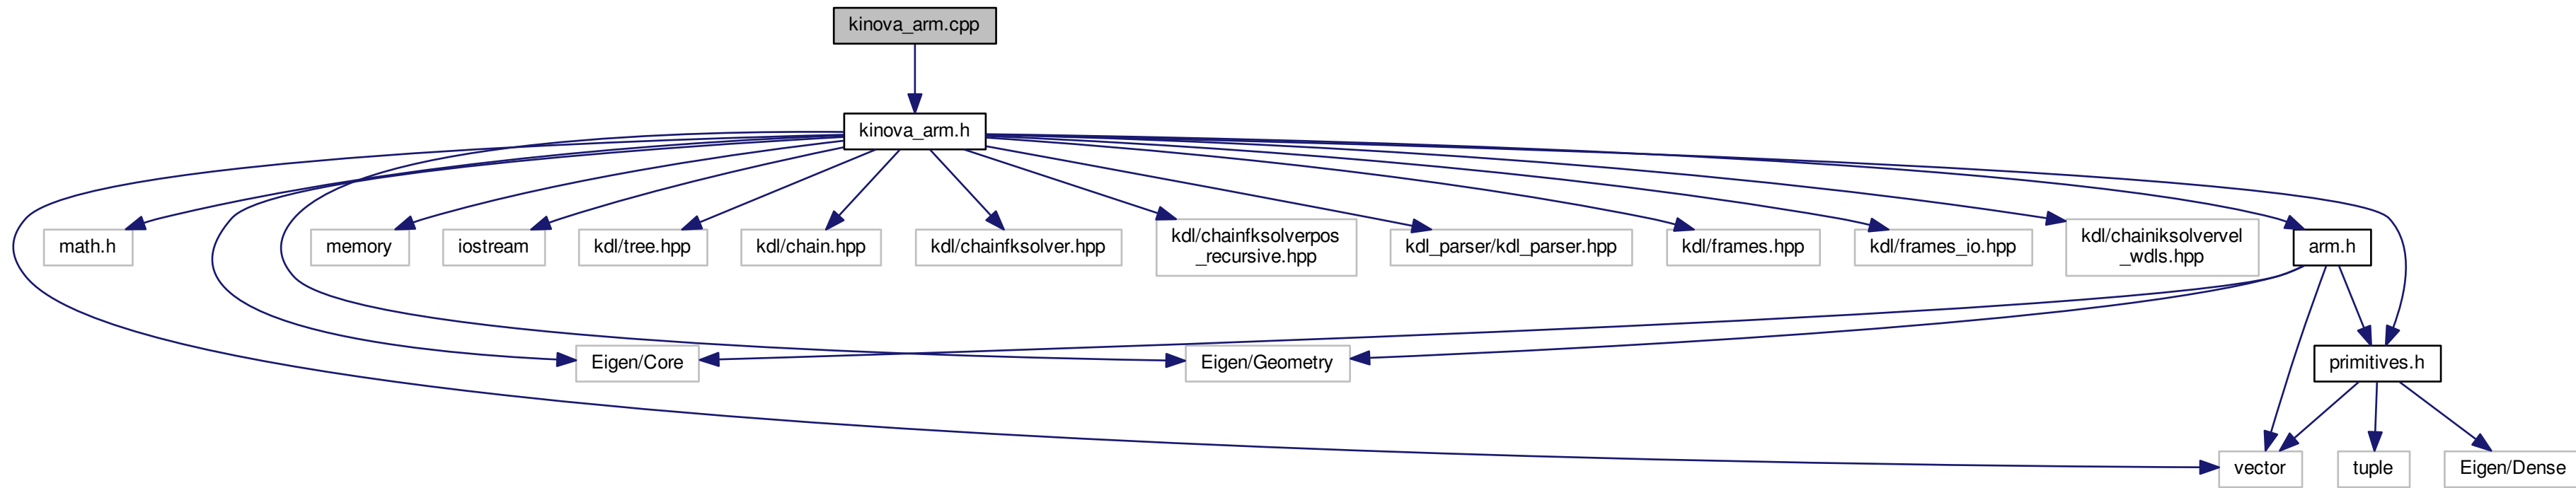 kinova_arm.cpp
kinova_arm.h
math.h
memory
iostream
kdl/tree.hpp
kdl/chain.hpp
kdl/chainfksolver.hpp
kdl/chainfksolverpos
_recursive.hpp
kdl_parser/kdl_parser.hpp
kdl/frames.hpp
kdl/frames_io.hpp
kdl/chainiksolvervel
_wdls.hpp
arm.h
Eigen/Core
Eigen/Geometry
primitives.h
vector
tuple
Eigen/Dense